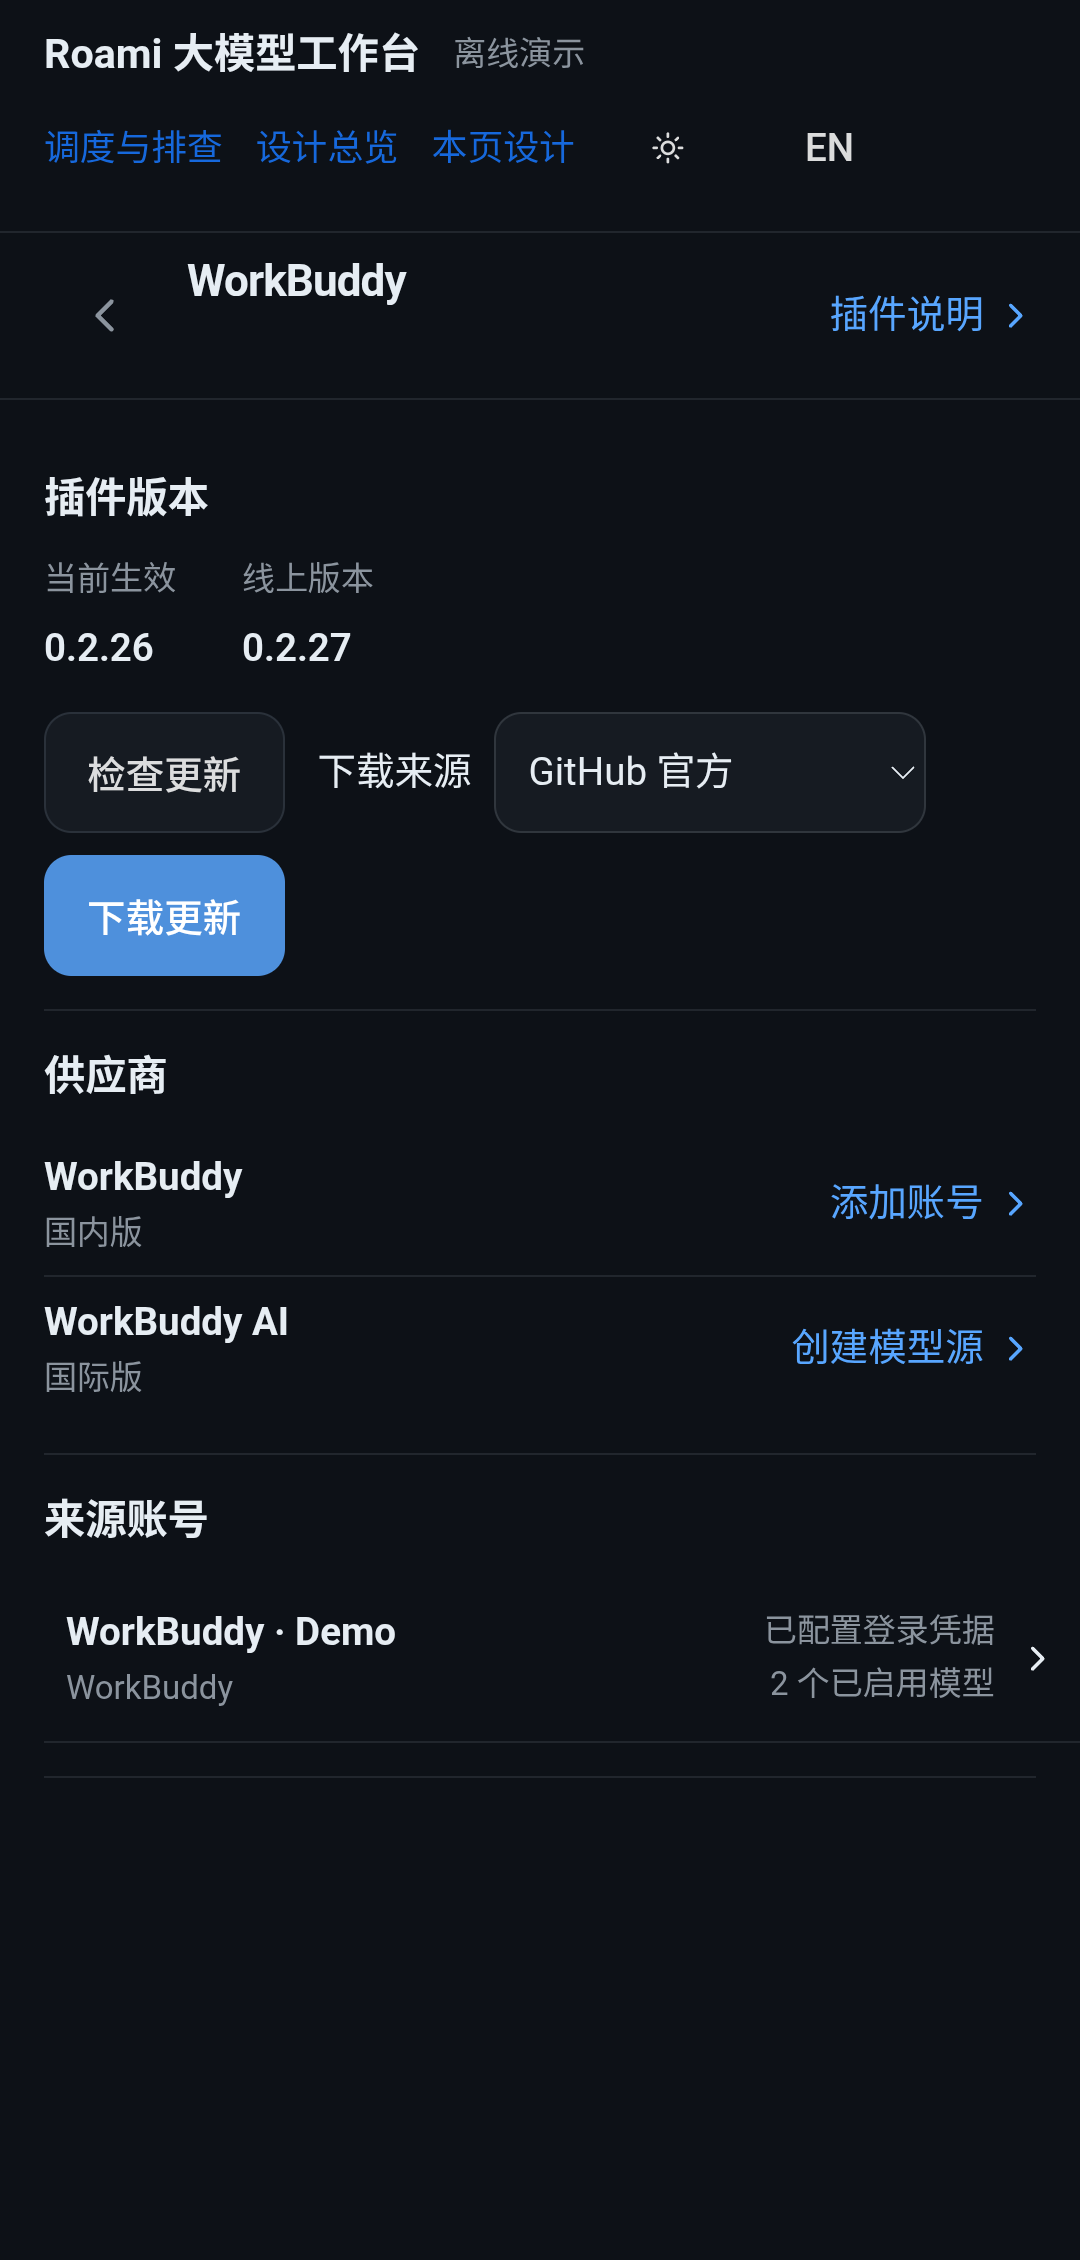 Roami 大模型工作台 离线演示
调度与排查 设计总览 本页设计 EN
WorkBuddy
插件说明
插件版本
当前生效 线上版本
0.2.26 0.2.27
检查更新 下载来源 GitHub 官方
下载更新
供应商
WorkBuddy
国内版
添加账号
WorkBuddy AI
国际版
创建模型源
来源账号
WorkBuddy · Demo
WorkBuddy
已配置登录凭据
2 个已启用模型